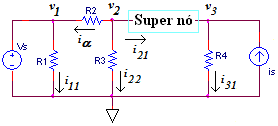 v1 v2 v3
R2 Super nó
iα i21
Vs R1 R3 R4 is
i11 i22 i31